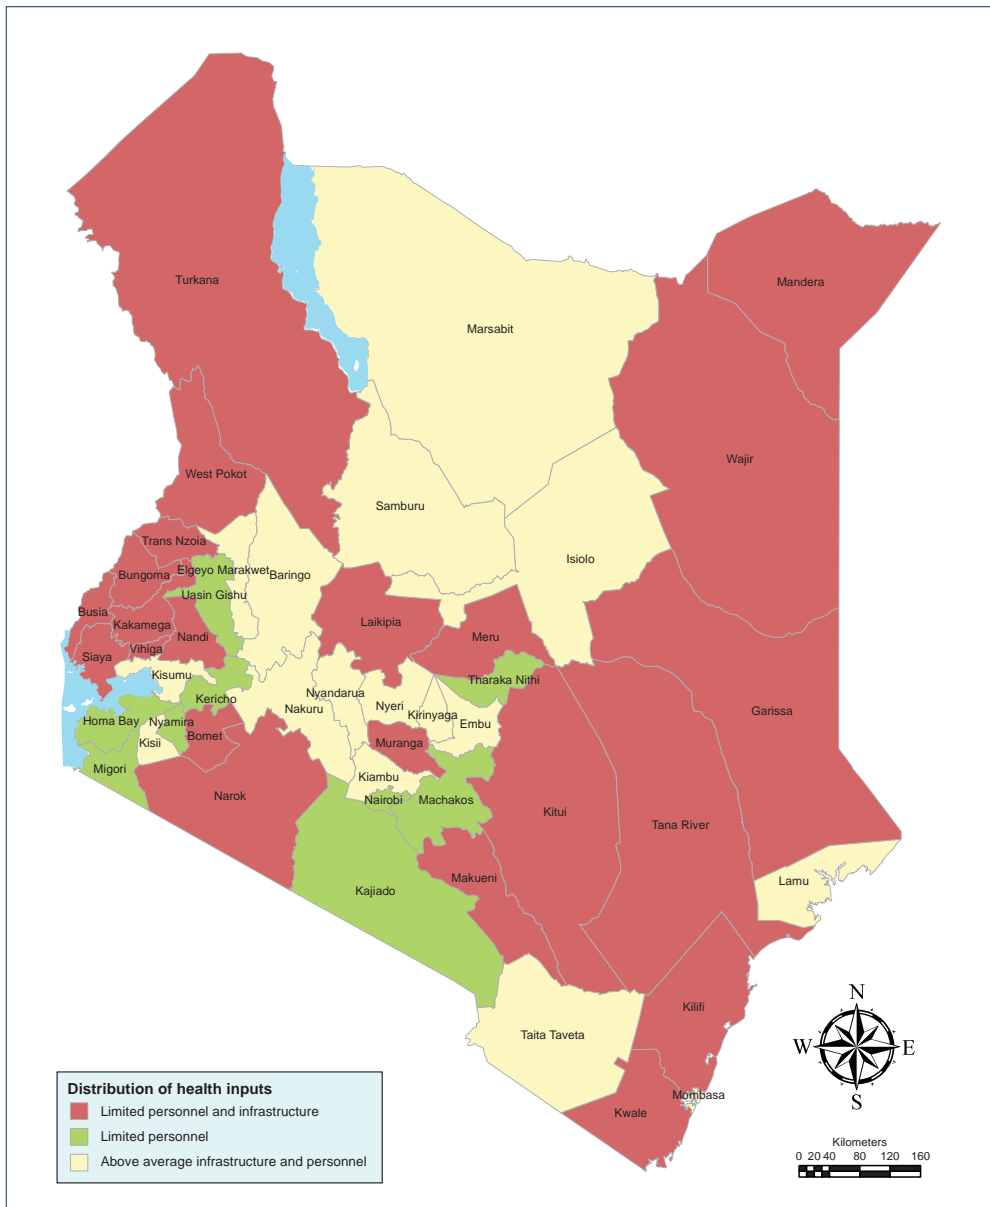 Turkana
Mandera
Marsabit
Wajir
West Pokot
Samburu
Trans Nzoia
Isiolo
Elgeyo Marakwet
Bungoma
Baringo
Uasin Gishu
Busia
Kakamega
Laikipia
Nandi
Meru
Vihiga
Siaya
Kisumu
Tharaka Nithi
Kericho
Nyandarua
Nyeri
Garissa
Nakuru
Kirinyaga
Homa Bay
Nyamira
Embu
Bomet
Kisii
Muranga
Migori
Kiambu
Narok
Nairobi
Machakos
Kitui
Tana River
Makueni
Lamu
Kajiado
N
Kilifi
Taita Taveta
W
E
Mombasa
S
Kwale
Distribution of health inputs
Limited personnel and infrastructure
Limited personnel
Above average infrastructure and personnel
Kilometers
0 20 40 80 120 160